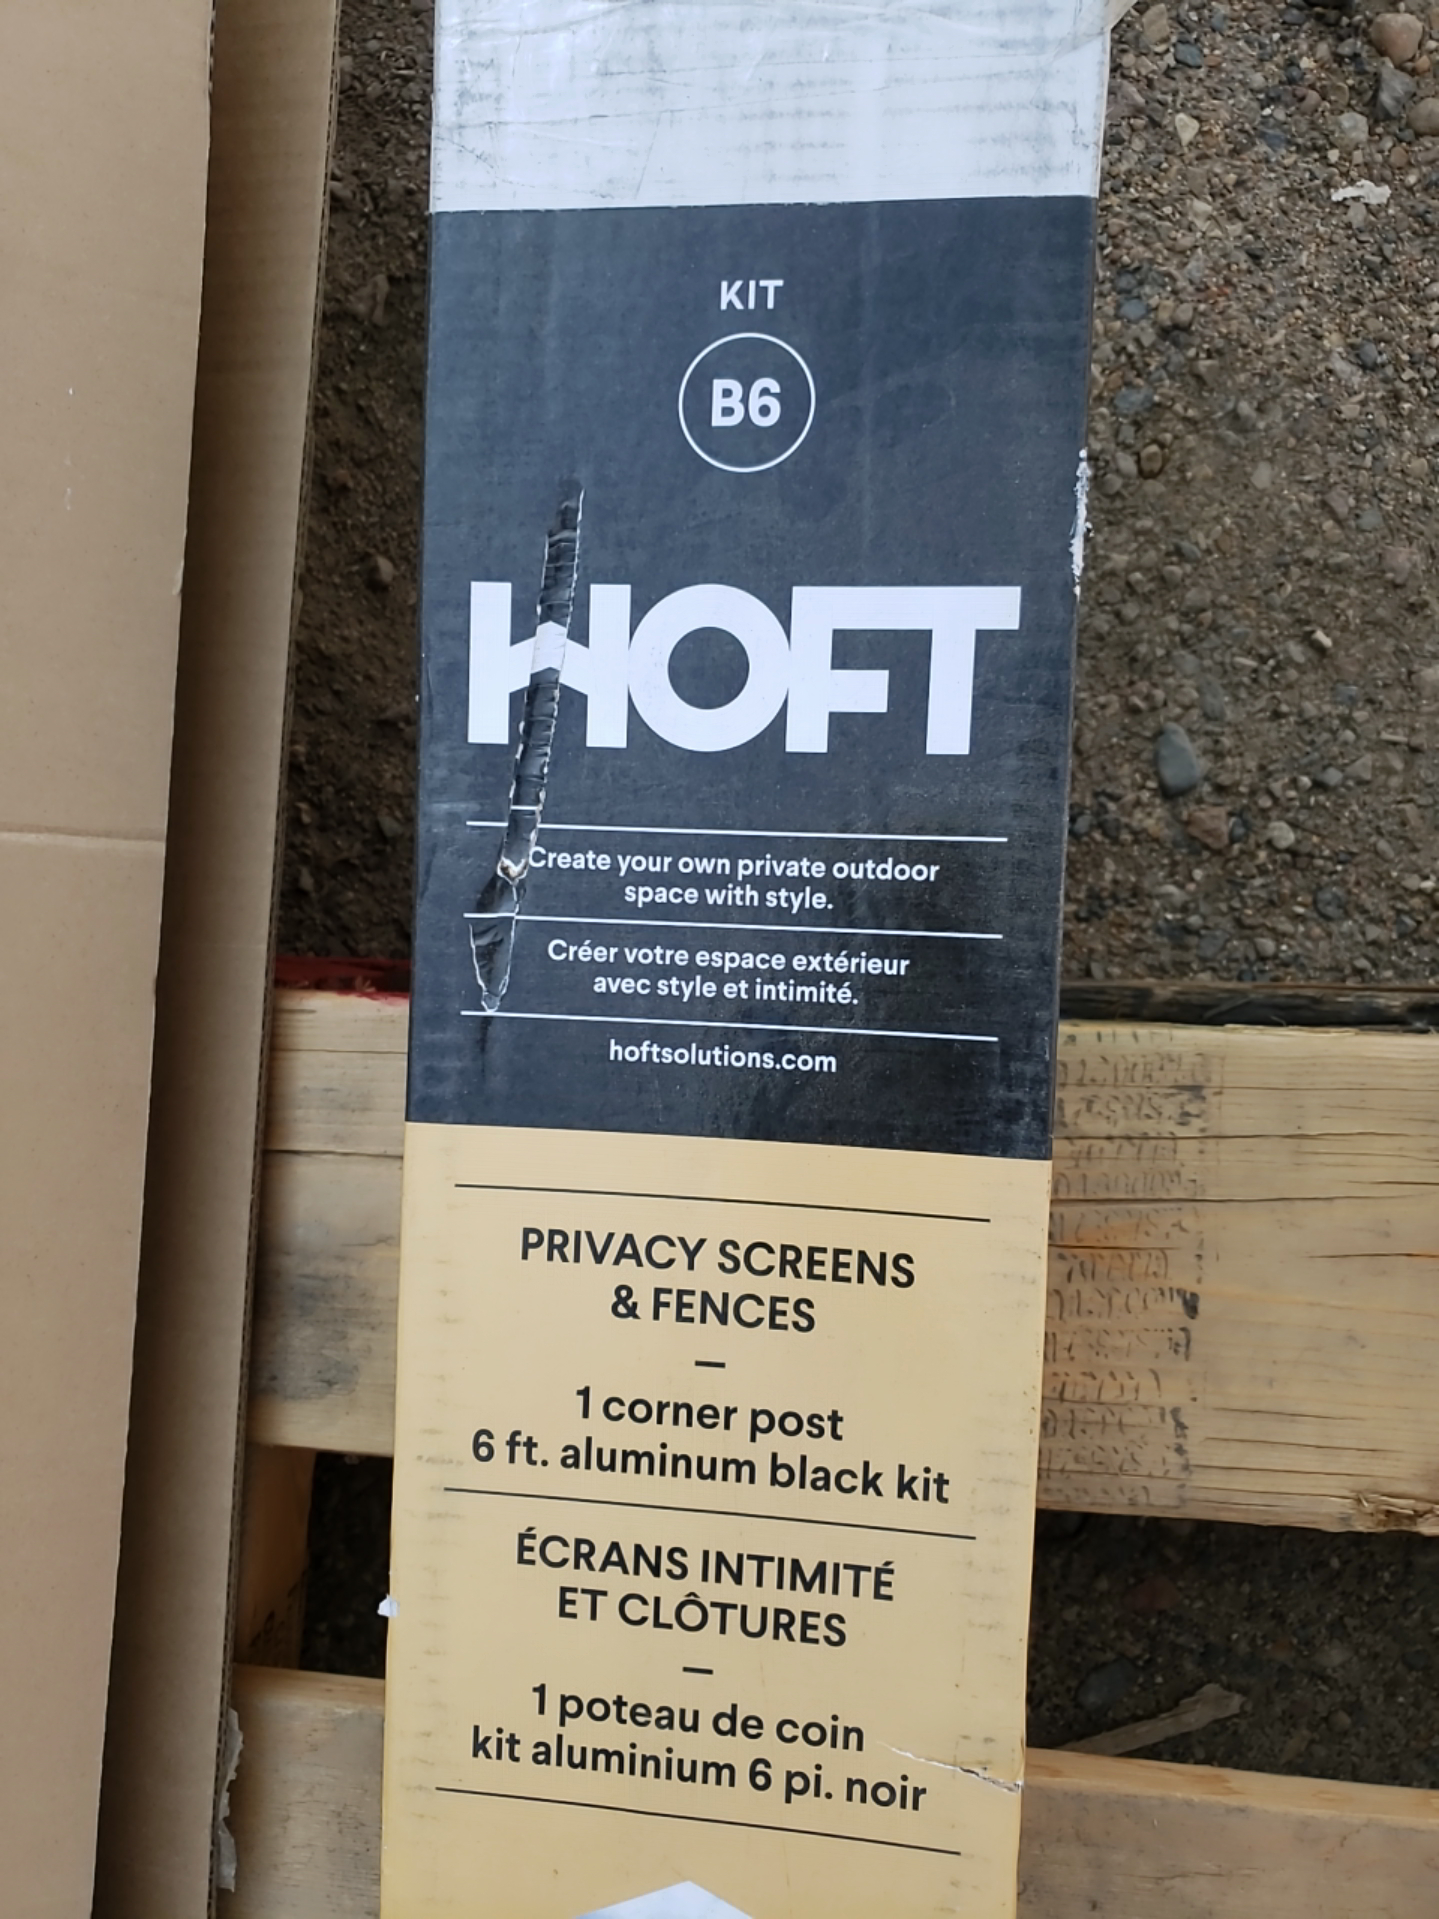 KIT
B6
HOFT
Create your own private outdoor
space with style.
Créer votre espace extérieur
avec style et intimité.
hoftsolutions.com
PRIVACY SCREENS
& FENCES
—
1 corner post
6 ft. aluminum black kit
ÉCRANS INTIMITÉ
ET CLÔTURES
—
1 poteau de coin
kit aluminium 6 pi. noir